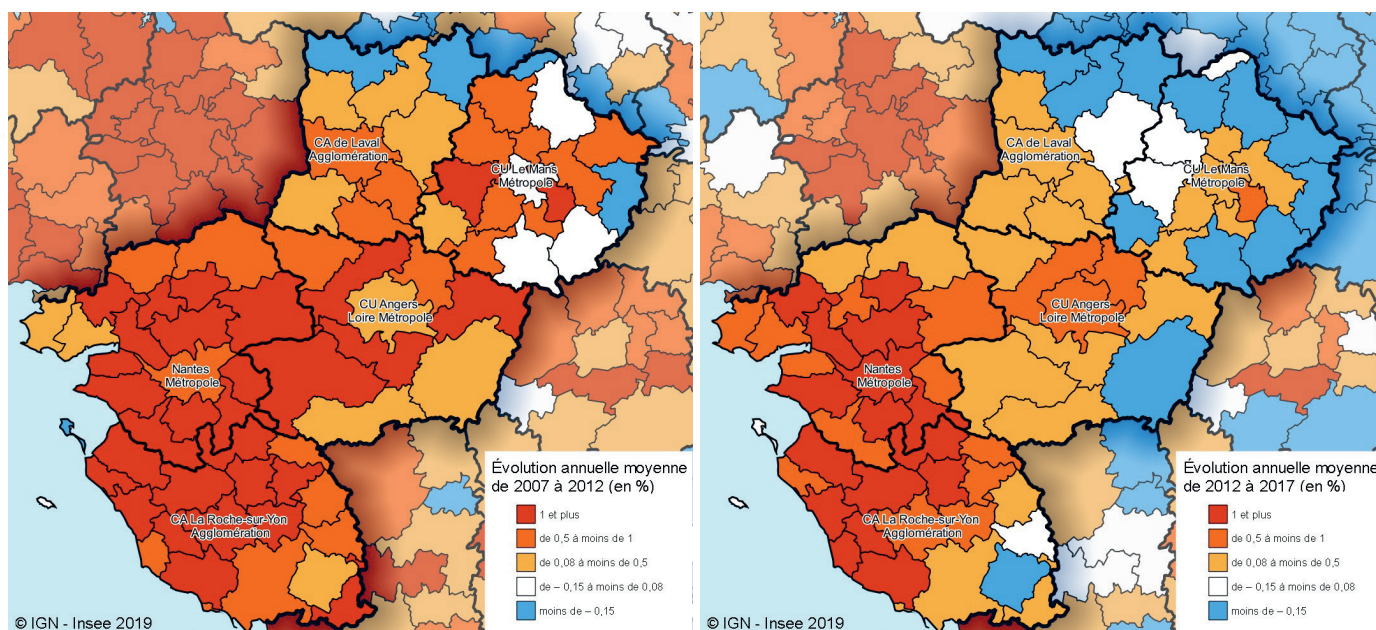 CA de Laval
Agglomération
CU Le Mans
Métropole
CU Angers
Loire Métropole
Nantes
Métropole
CA La Roche-sur-Yon
Agglomération
Évolution annuelle moyenne
de 2007 à 2012 (en %)
1 et plus
de 0,5 à moins de 1
de 0,08 à moins de 0,5
de – 0,15 à moins de 0,08
moins de – 0,15
© IGN - Insee 2019
CA de Laval
Agglomération
CU Le Mans
Métropole
CU Angers
Loire Métropole
Nantes
Métropole
CA La Roche-sur-Yon
Agglomération
Évolution annuelle moyenne
de 2012 à 2017 (en %)
1 et plus
de 0,5 à moins de 1
de 0,08 à moins de 0,5
de – 0,15 à moins de 0,08
moins de – 0,15
© IGN - Insee 2019